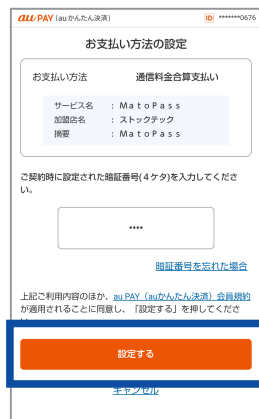 au PAY (au かんたん決済) ID *******0676
お支払い方法の設定
お支払い方法 通信料金合算支払い
サービス名 : MatoPass
加盟店名 : ストックテック
摘要 : MatoPass
ご契約時に設定された暗証番号(4ケタ)を入力してくださ
い。
••••
暗証番号を忘れた場合
上記ご利用内容のほか、au PAY（auかんたん決済）会員規約
が適用されることに同意し、「設定する」を押してくださ
設定する
キャンセル